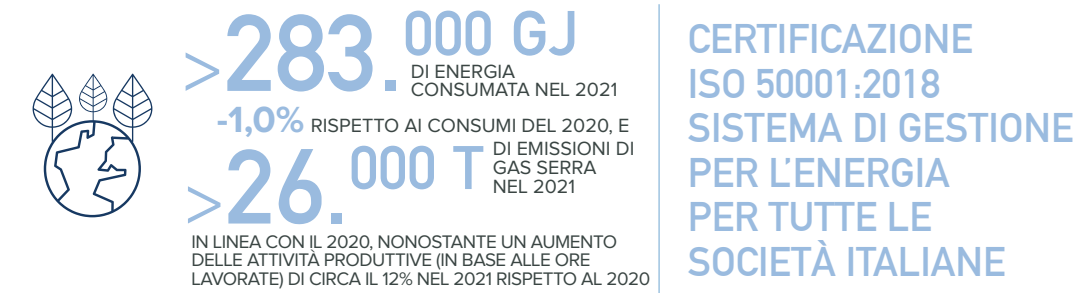 >283.000 GJ
DI ENERGIA
CONSUMATA NEL 2021
-1,0% RISPETTO AI CONSUMI DEL 2020, E
>26.000 T
DI EMISSIONI DI
GAS SERRA
NEL 2021
IN LINEA CON IL 2020, NONOSTANTE UN AUMENTO
DELLE ATTIVITÀ PRODUTTIVE (IN BASE ALLE ORE
LAVORATE) DI CIRCA IL 12% NEL 2021 RISPETTO AL 2020
CERTIFICAZIONE
ISO 50001:2018
SISTEMA DI GESTIONE
PER L'ENERGIA
PER TUTTE LE
SOCIETÀ ITALIANE